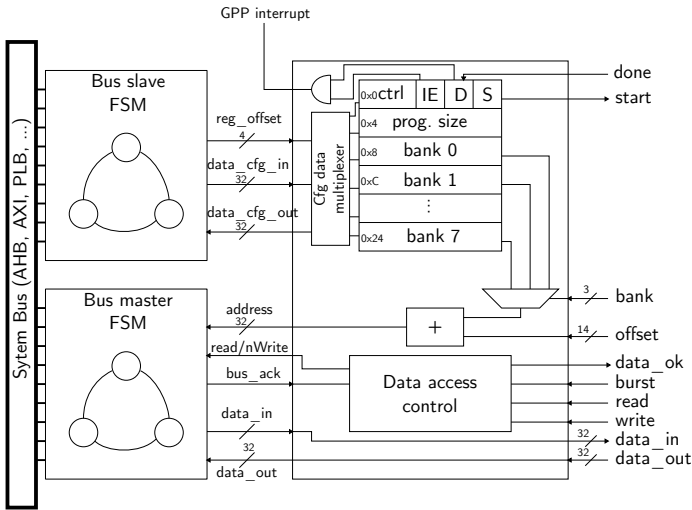 GPP interrupt
Sytem Bus (AHB, AXI, PLB, ...)
Bus slave
FSM
reg_offset
4
data_cfg_in
32
data_cfg_out
32
Cfg data
multiplexer
0x0 ctrl IE D S
0x4 prog. size
0x8 bank 0
0xC bank 1
⋮
0x24 bank 7
done
start
Bus master
FSM
address
32
read/nWrite
bus_ack
data_in
32
data_out
+
Data access
control
3 bank
14 offset
data_ok
burst
read
write
32 data_in
32 data_out